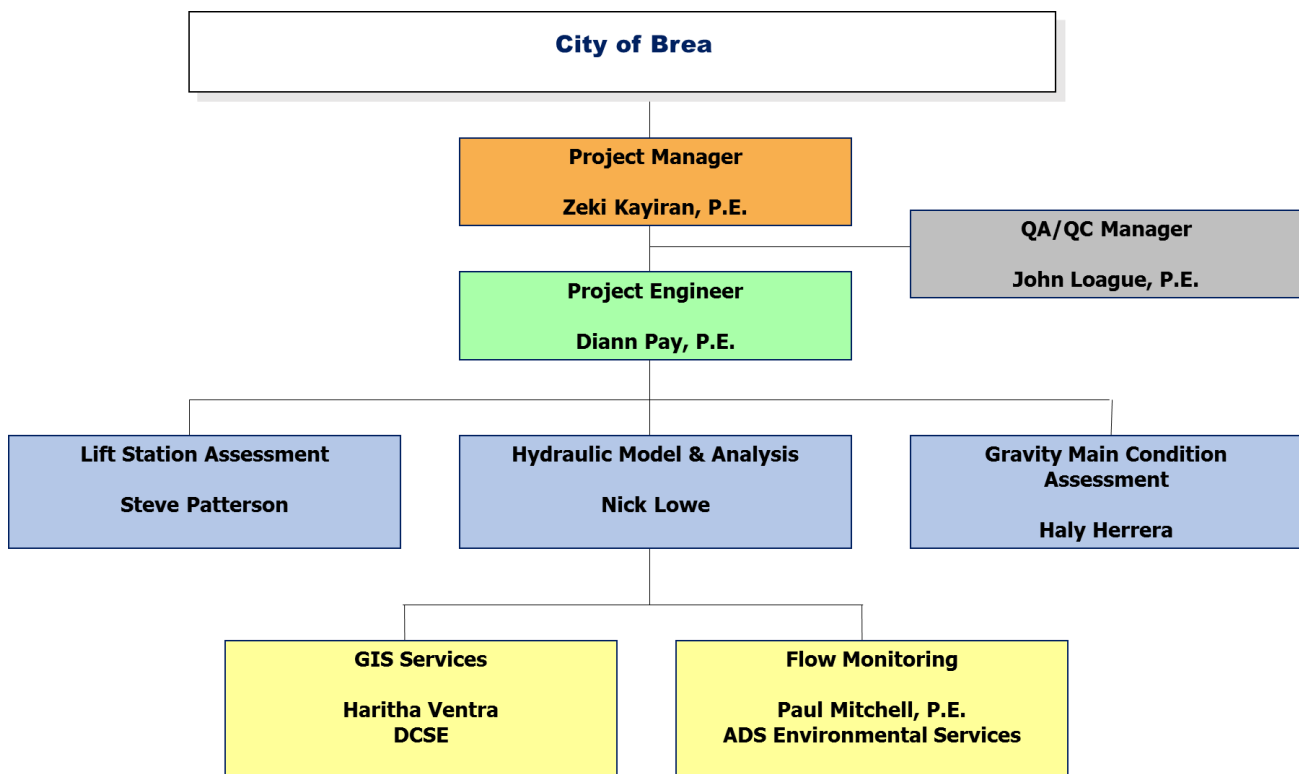 City of Brea
Project Manager
Zeki Kayiran, P.E.
QA/QC Manager
John Loague, P.E.
Project Engineer
Diann Pay, P.E.
Lift Station Assessment
Steve Patterson
Hydraulic Model & Analysis
Nick Lowe
Gravity Main Condition
Assessment
Haly Herrera
GIS Services
Haritha Ventra
DCSE
Flow Monitoring
Paul Mitchell, P.E.
ADS Environmental Services